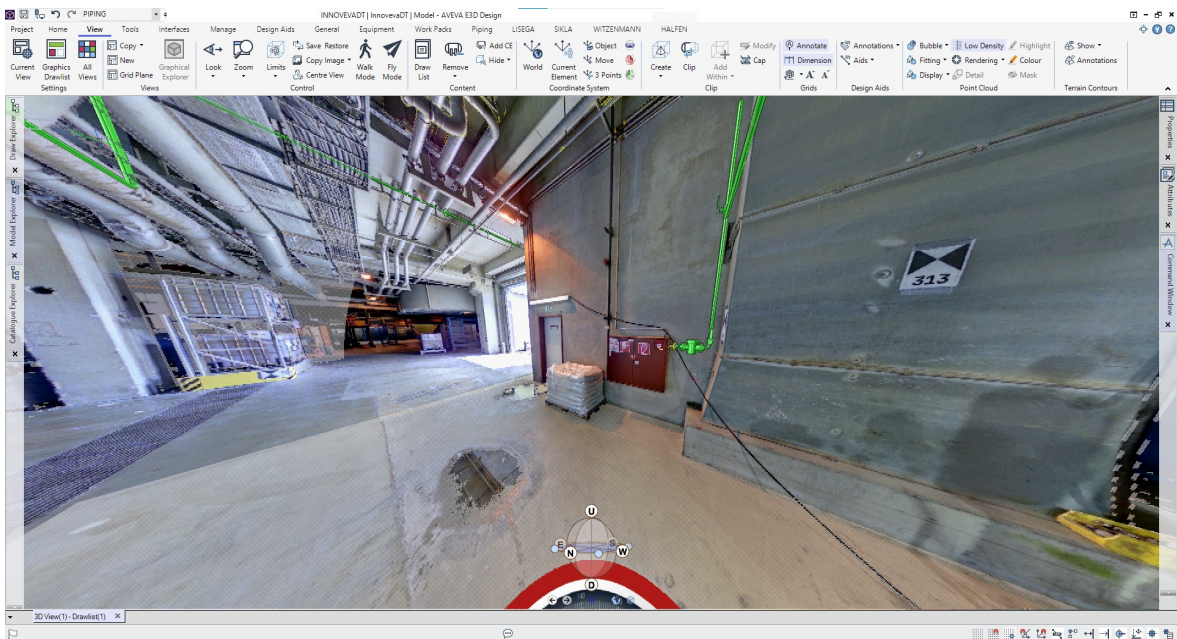 PIPING
INNOVEVADT | InnovevaDT | Model - AVEVA E3D Design
Project Home View Tools Interfaces Manage Design Aids General Equipment Work Packs Piping LISEGA SIKLA WITZENMANN HALFEN
Current View
Graphics Drawlist
All Views
Settings
Copy
New
Grid Plane
Graphical Explorer
Views
Look
Zoom
Limits
Save Restore
Copy Image
Centre View
Walk Mode
Fly Mode
Control
Draw List
Remove
Add CE
Hide
Content
World
Current Element
Object
Move
3 Points
Coordinate System
Create
Clip
Add Within
Modify
Cap
Clip
Annotate
Dimension
A A
Grids
Annotations
Aids
Design Aids
Bubble
Fitting
Display
Low Density
Rendering
Detail
Highlight
Colour
Mask
Point Cloud
Show
Annotations
Terrain Contours
Draw Explorer
Model Explorer
Catalogue Explorer
Properties
Attributes
Command Window
313
U
E
N
S
W
D
3D View(1) - Drawlist(1)